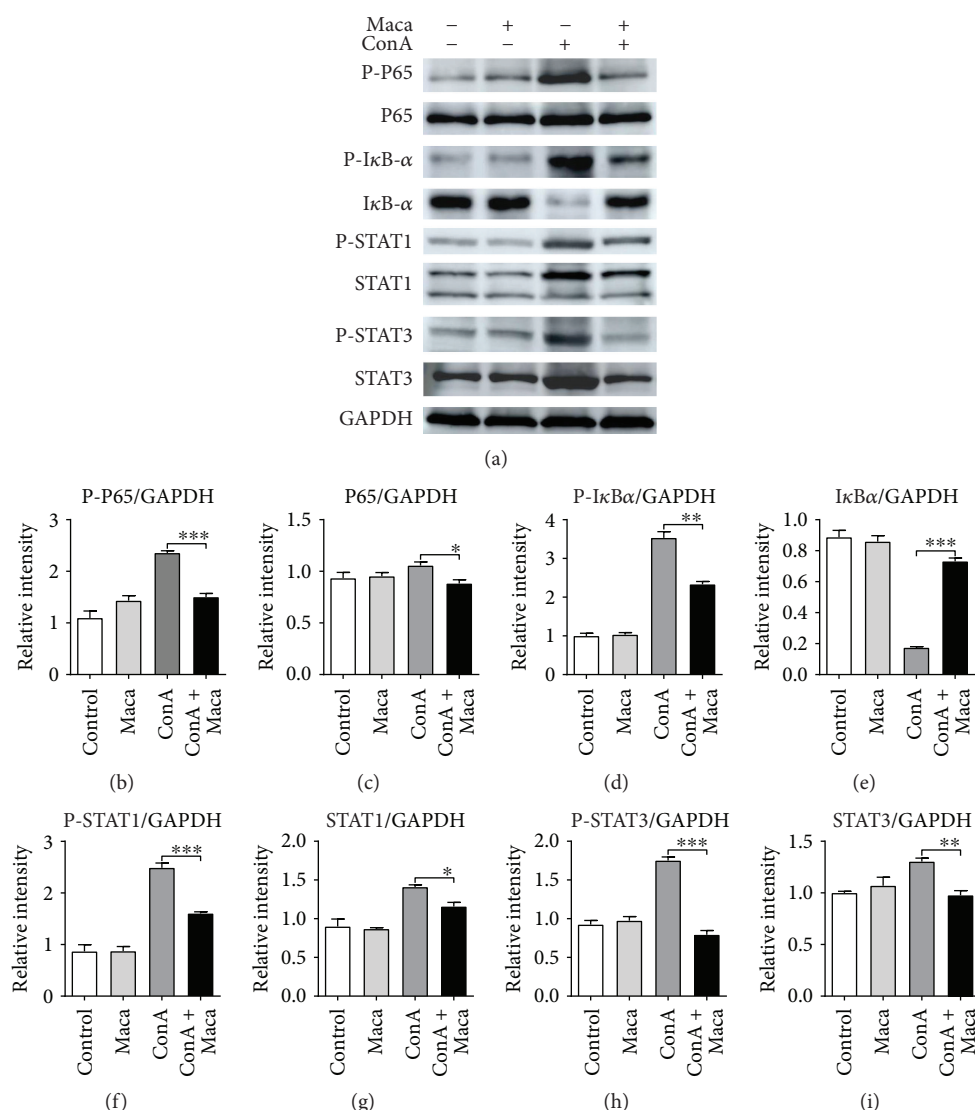 Maca − + − +
ConA − − + +
P-P65
P65
P-IκB-α
IκB-α
P-STAT1
STAT1
P-STAT3
STAT3
GAPDH
(a)
P-P65/GAPDH
Relative intensity
3
2
1
0
***
Control
Maca
ConA
ConA +
Maca
(b)
P65/GAPDH
Relative intensity
1.5
1.0
0.5
0.0
*
Control
Maca
ConA
ConA +
Maca
(c)
P-IκBα/GAPDH
Relative intensity
4
3
2
1
0
**
Control
Maca
ConA
ConA +
Maca
(d)
IκBα/GAPDH
Relative intensity
1.0
0.8
0.6
0.4
0.2
0.0
***
Control
Maca
ConA
ConA +
Maca
(e)
P-STAT1/GAPDH
Relative intensity
3
2
1
0
***
Control
Maca
ConA
ConA +
Maca
(f)
STAT1/GAPDH
Relative intensity
2.0
1.5
1.0
0.5
0.0
*
Control
Maca
ConA
ConA +
Maca
(g)
P-STAT3/GAPDH
Relative intensity
2.0
1.5
1.0
0.5
0.0
***
Control
Maca
ConA
ConA +
Maca
(h)
STAT3/GAPDH
Relative intensity
1.5
1.0
0.5
0.0
**
Control
Maca
ConA
ConA +
Maca
(i)